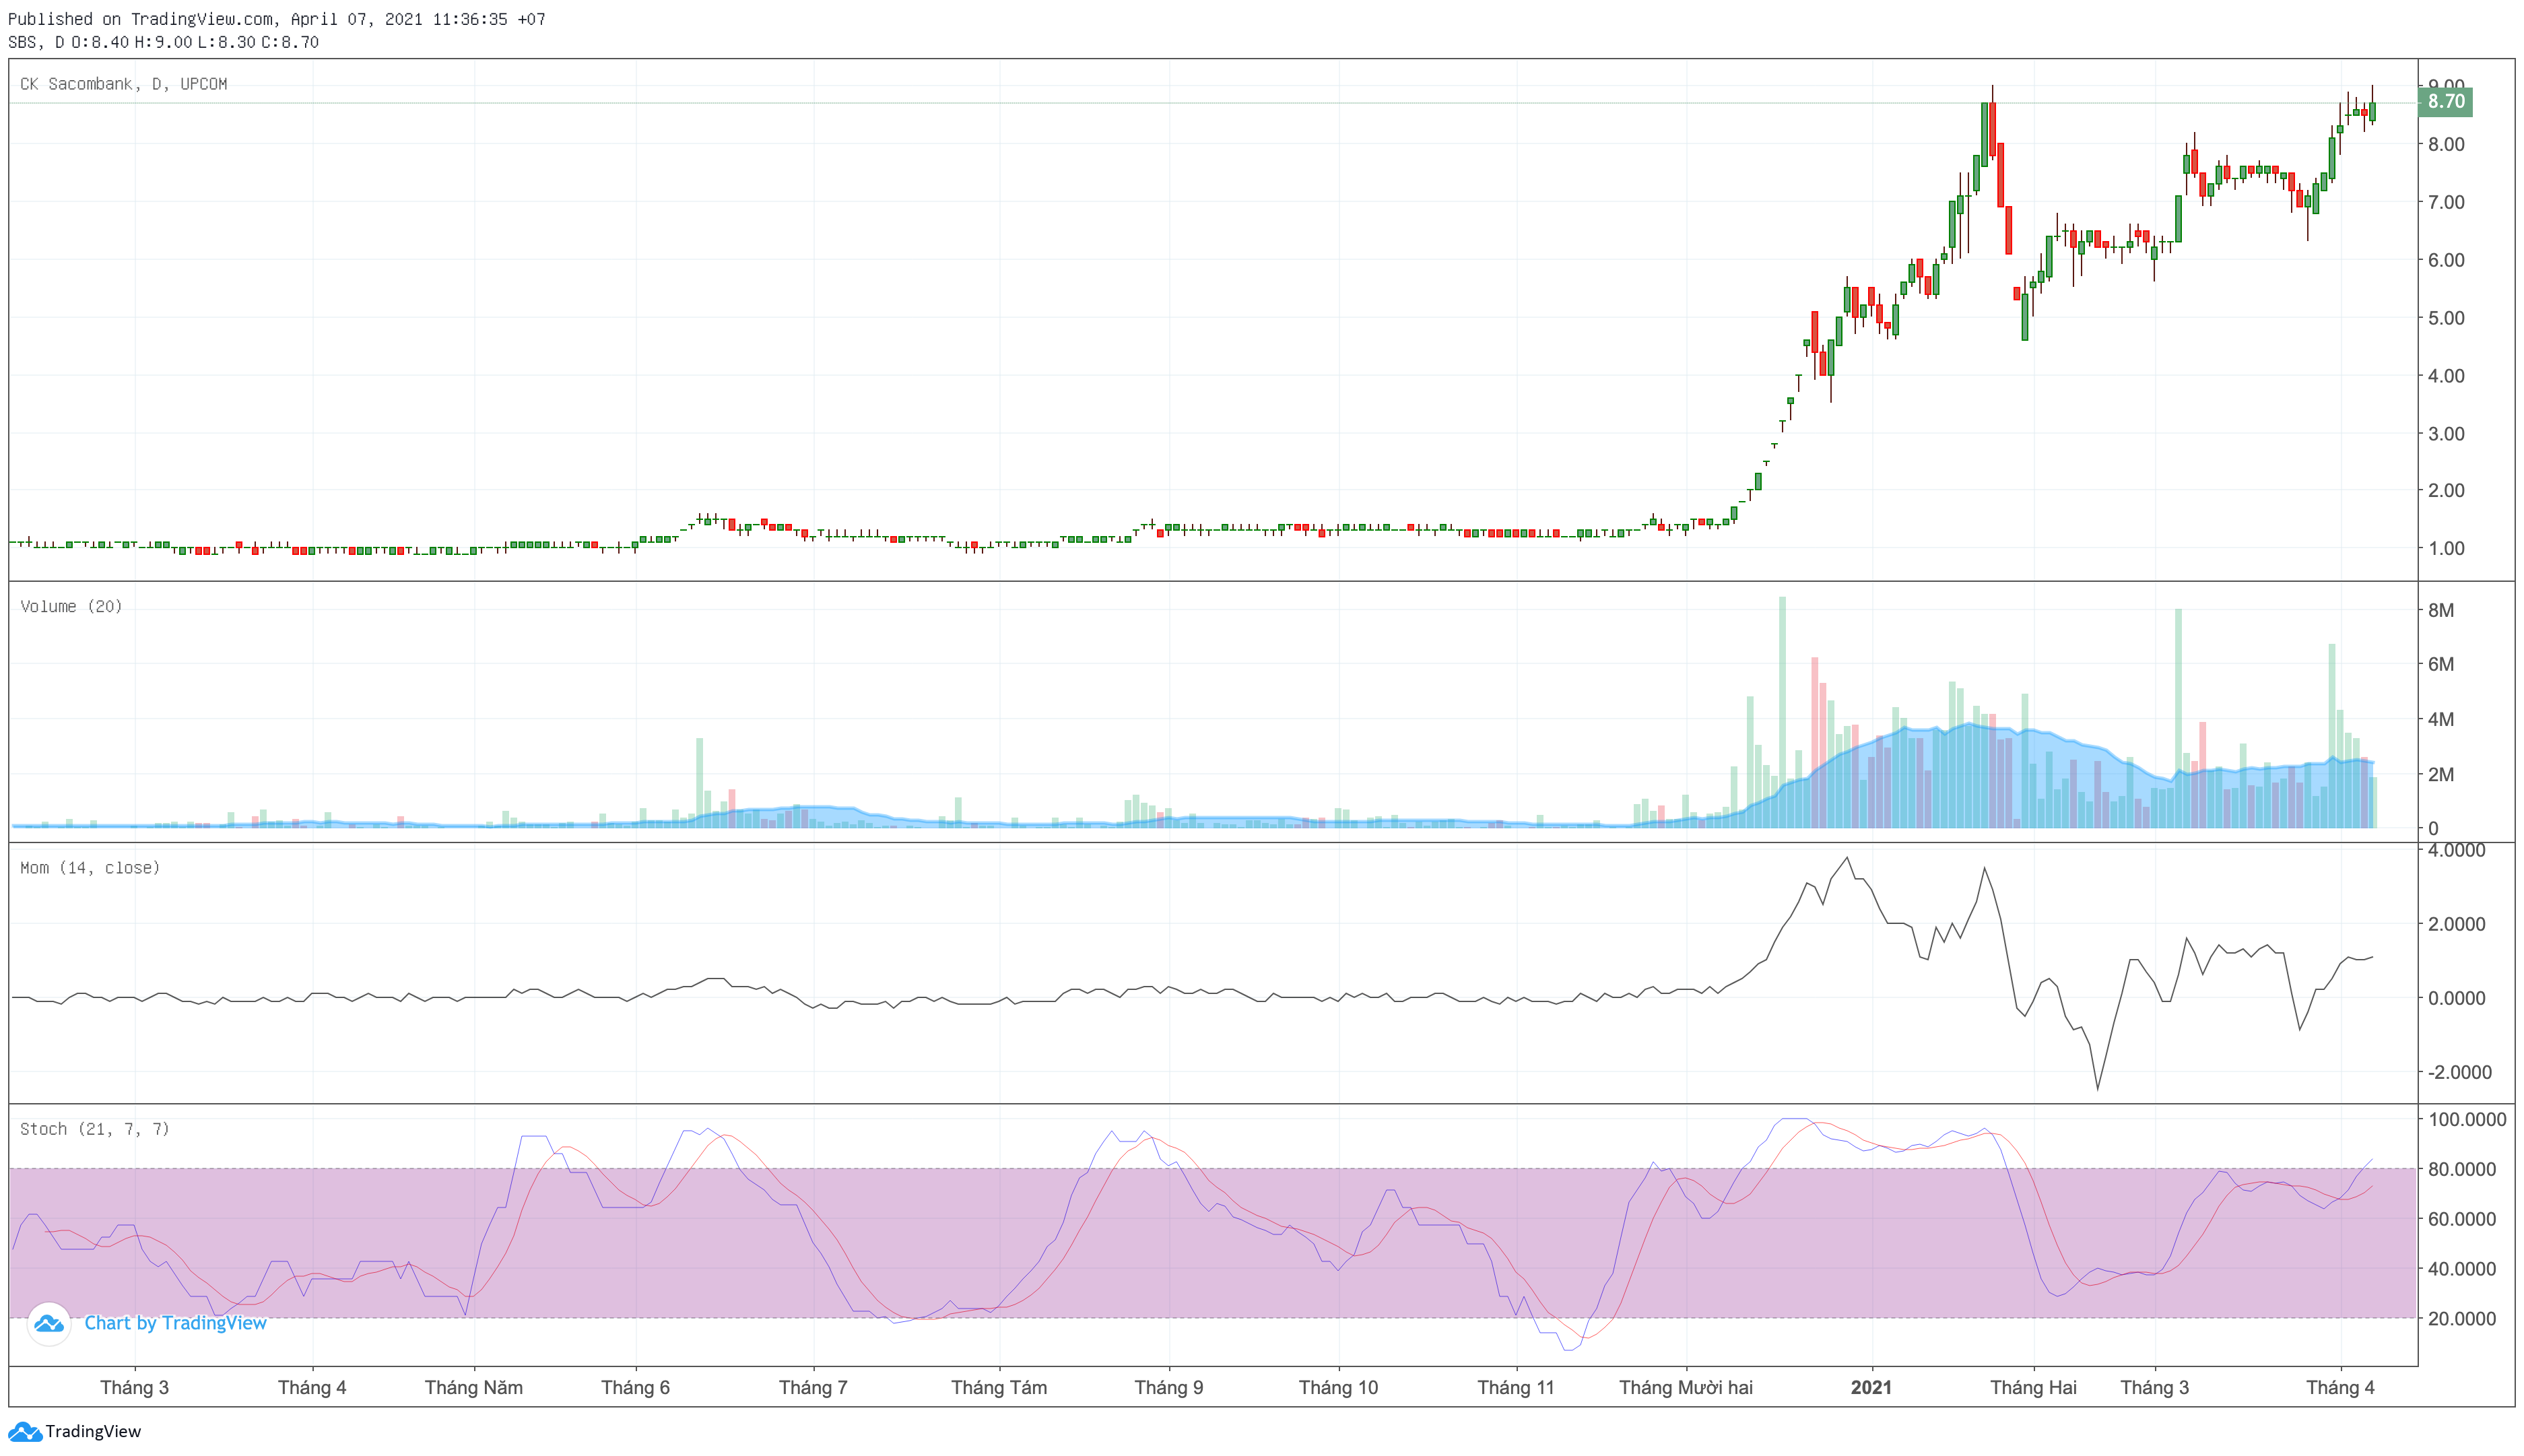 Published on TradingView.com, April 07, 2021 11:36:35 +07
SBS, D O:8.40 H:9.00 L:8.30 C:8.70
CK Sacombank, D, UPCOM
9.00
8.70
8.00
7.00
6.00
5.00
4.00
3.00
2.00
1.00
Volume (20)
8M
6M
4M
2M
0
Mom (14, close)
4.0000
2.0000
0.0000
-2.0000
Stoch (21, 7, 7)
100.0000
80.0000
60.0000
40.0000
20.0000
Chart by TradingView
Tháng 3 Tháng 4 Tháng Năm Tháng 6 Tháng 7 Tháng Tám Tháng 9 Tháng 10 Tháng 11 Tháng Mười hai 2021 Tháng Hai Tháng 3 Tháng 4
TradingView